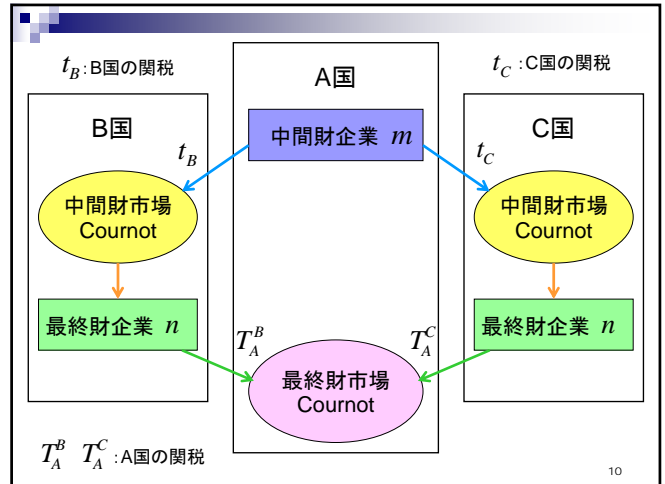 t_B:B国の関税
t_C:C国の関税
A国
B国
C国
中間財企業 m
t_B
t_C
中間財市場
Cournot
中間財市場
Cournot
最終財企業 n
最終財企業 n
T_A^B
T_A^C
最終財市場
Cournot
T_A^B T_A^C:A国の関税
10